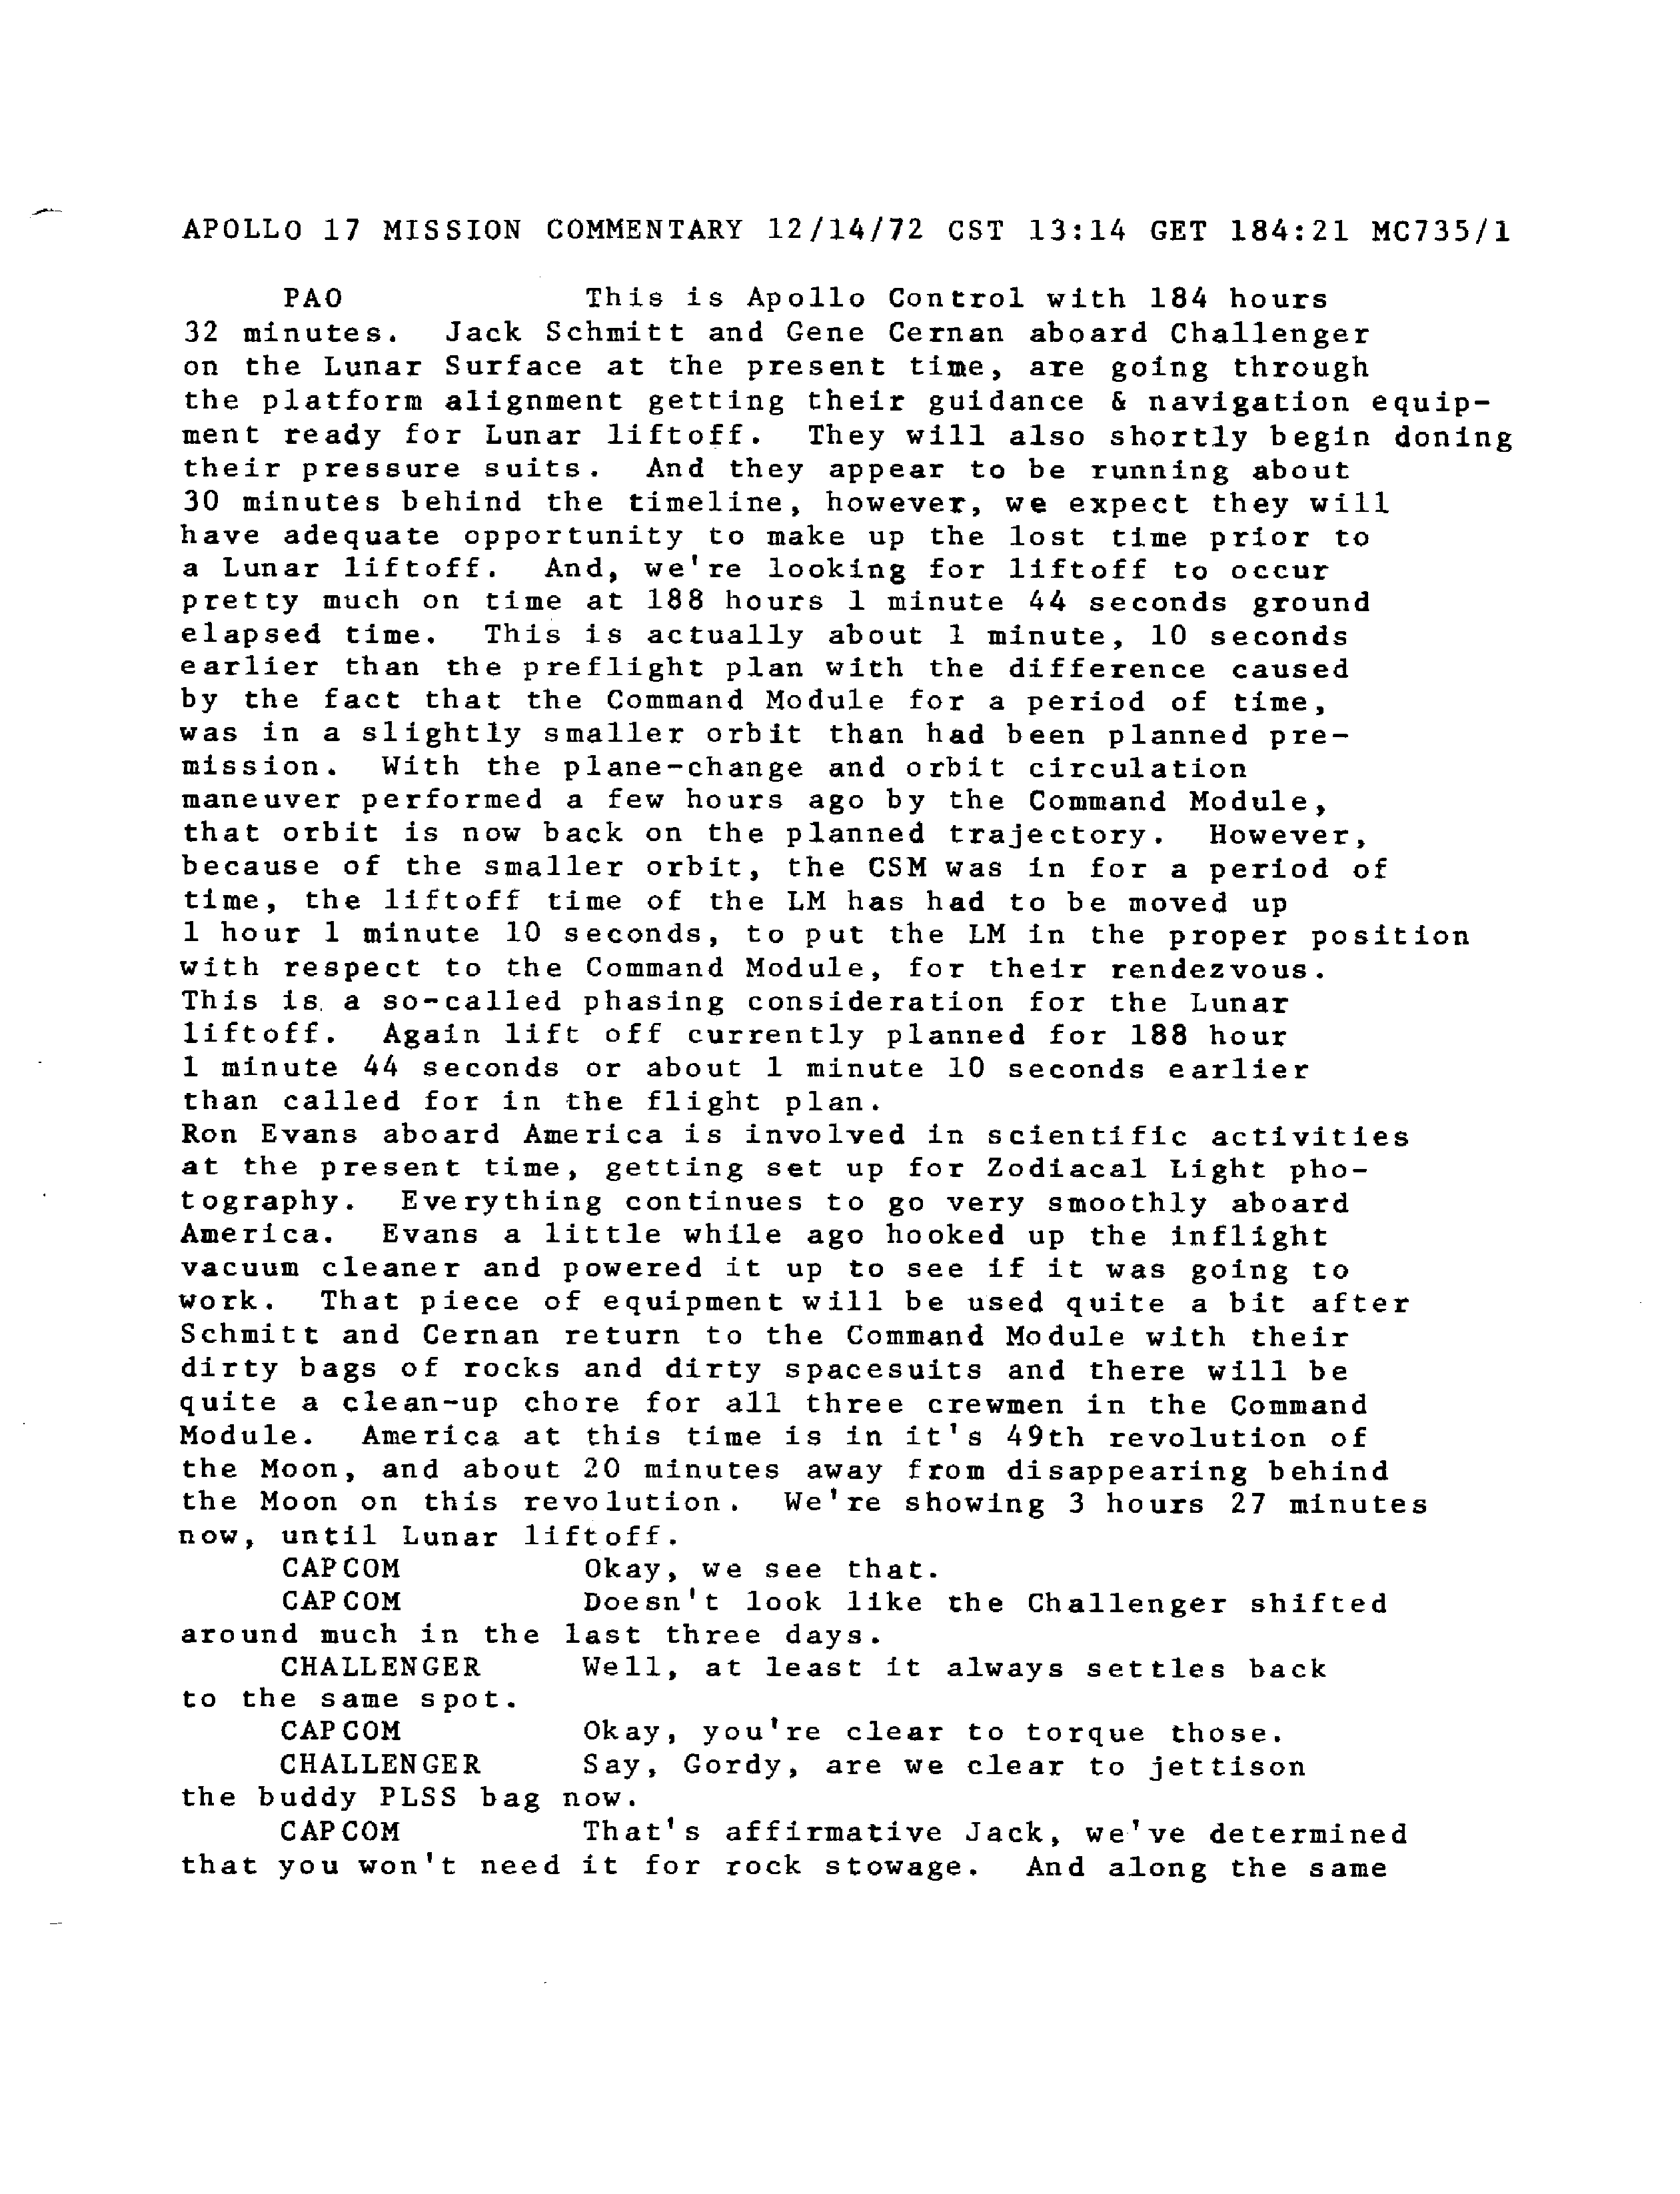 APOLLO 17 MISSION COMMENTARY 12/14/72 CST 13:14 GET 184:21 MC735/1
PAO This is Apollo Control with 184 hours
32 minutes. Jack Schmitt and Gene Cernan aboard Challenger
on the Lunar Surface at the present time, are going through
the platform alignment getting their guidance & navigation equip-
ment ready for Lunar liftoff. They will also shortly begin doning
their pressure suits. And they appear to be running about
30 minutes behind the timeline, however, we expect they will
have adequate opportunity to make up the lost time prior to
a Lunar liftoff. And, we're looking for liftoff to occur
pretty much on time at 188 hours 1 minute 44 seconds ground
elapsed time. This is actually about 1 minute, 10 seconds
earlier than the preflight plan with the difference caused
by the fact that the Command Module for a period of time,
was in a slightly smaller orbit than had been planned pre-
mission. With the plane-change and orbit circulation
maneuver performed a few hours ago by the Command Module,
that orbit is now back on the planned trajectory. However,
because of the smaller orbit, the CSM was in for a period of
time, the liftoff time of the LM has had to be moved up
1 hour 1 minute 10 seconds, to put the LM in the proper position
with respect to the Command Module, for their rendezvous.
This is a so-called phasing consideration for the Lunar
liftoff. Again lift off currently planned for 188 hour
1 minute 44 seconds or about 1 minute 10 seconds earlier
than called for in the flight plan.
Ron Evans aboard America is involved in scientific activities
at the present time, getting set up for Zodiacal Light pho-
tography. Everything continues to go very smoothly aboard
America. Evans a little while ago hooked up the inflight
vacuum cleaner and powered it up to see if it was going to
work. That piece of equipment will be used quite a bit after
Schmitt and Cernan return to the Command Module with their
dirty bags of rocks and dirty spacesuits and there will be
quite a clean-up chore for all three crewmen in the Command
Module. America at this time is in it's 49th revolution of
the Moon, and about 20 minutes away from disappearing behind
the Moon on this revolution. We're showing 3 hours 27 minutes
now, until Lunar liftoff.
CAPCOM Okay, we see that.
CAPCOM Doesn't look like the Challenger shifted
around much in the last three days.
CHALLENGER Well, at least it always settles back
to the same spot.
CAPCOM Okay, you're clear to torque those.
CHALLENGER Say, Gordy, are we clear to jettison
the buddy PLSS bag now.
CAPCOM That's affirmative Jack, we've determined
that you won't need it for rock stowage. And along the same